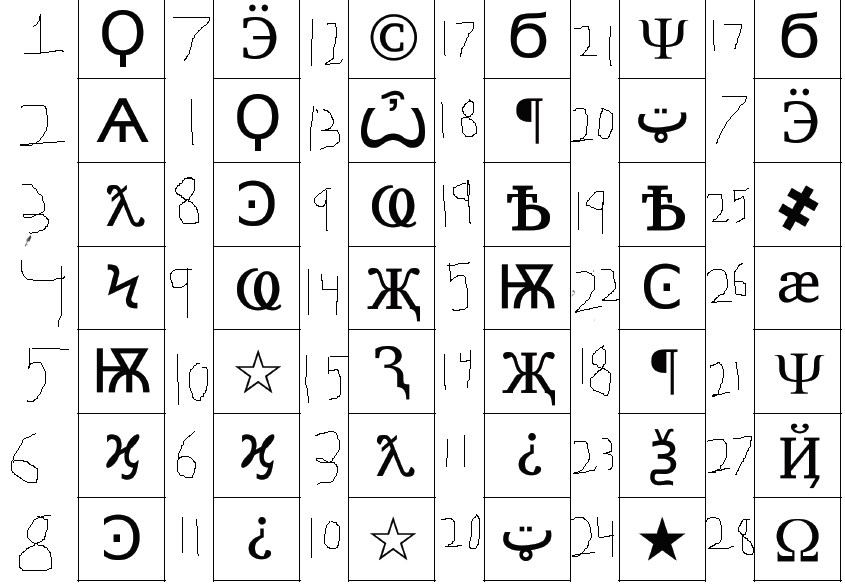 1 Ϙ 7 Ӭ 12 © 17 б 21 Ψ 17 б
2 Ѧ 1 Ϙ 13 Ѽ 18 ¶ 20 ټ 7 Ӭ
3 ƛ 8 Ͽ 9 Ҩ 19 Ѣ 19 Ѣ 25 ҂
4 Ϟ 9 Ҩ 14 Җ 5 Ѭ 22 Ͼ 26 æ
5 Ѭ 10 ☆ 15 Ԇ 14 Җ 18 ¶ 21 Ψ
6 ϗ 6 ϗ 3 ƛ 11 ¿ 23 Ѯ 27 Ҋ
8 Ͽ 11 ¿ 10 ☆ 20 ټ 24 ★ 28 Ω